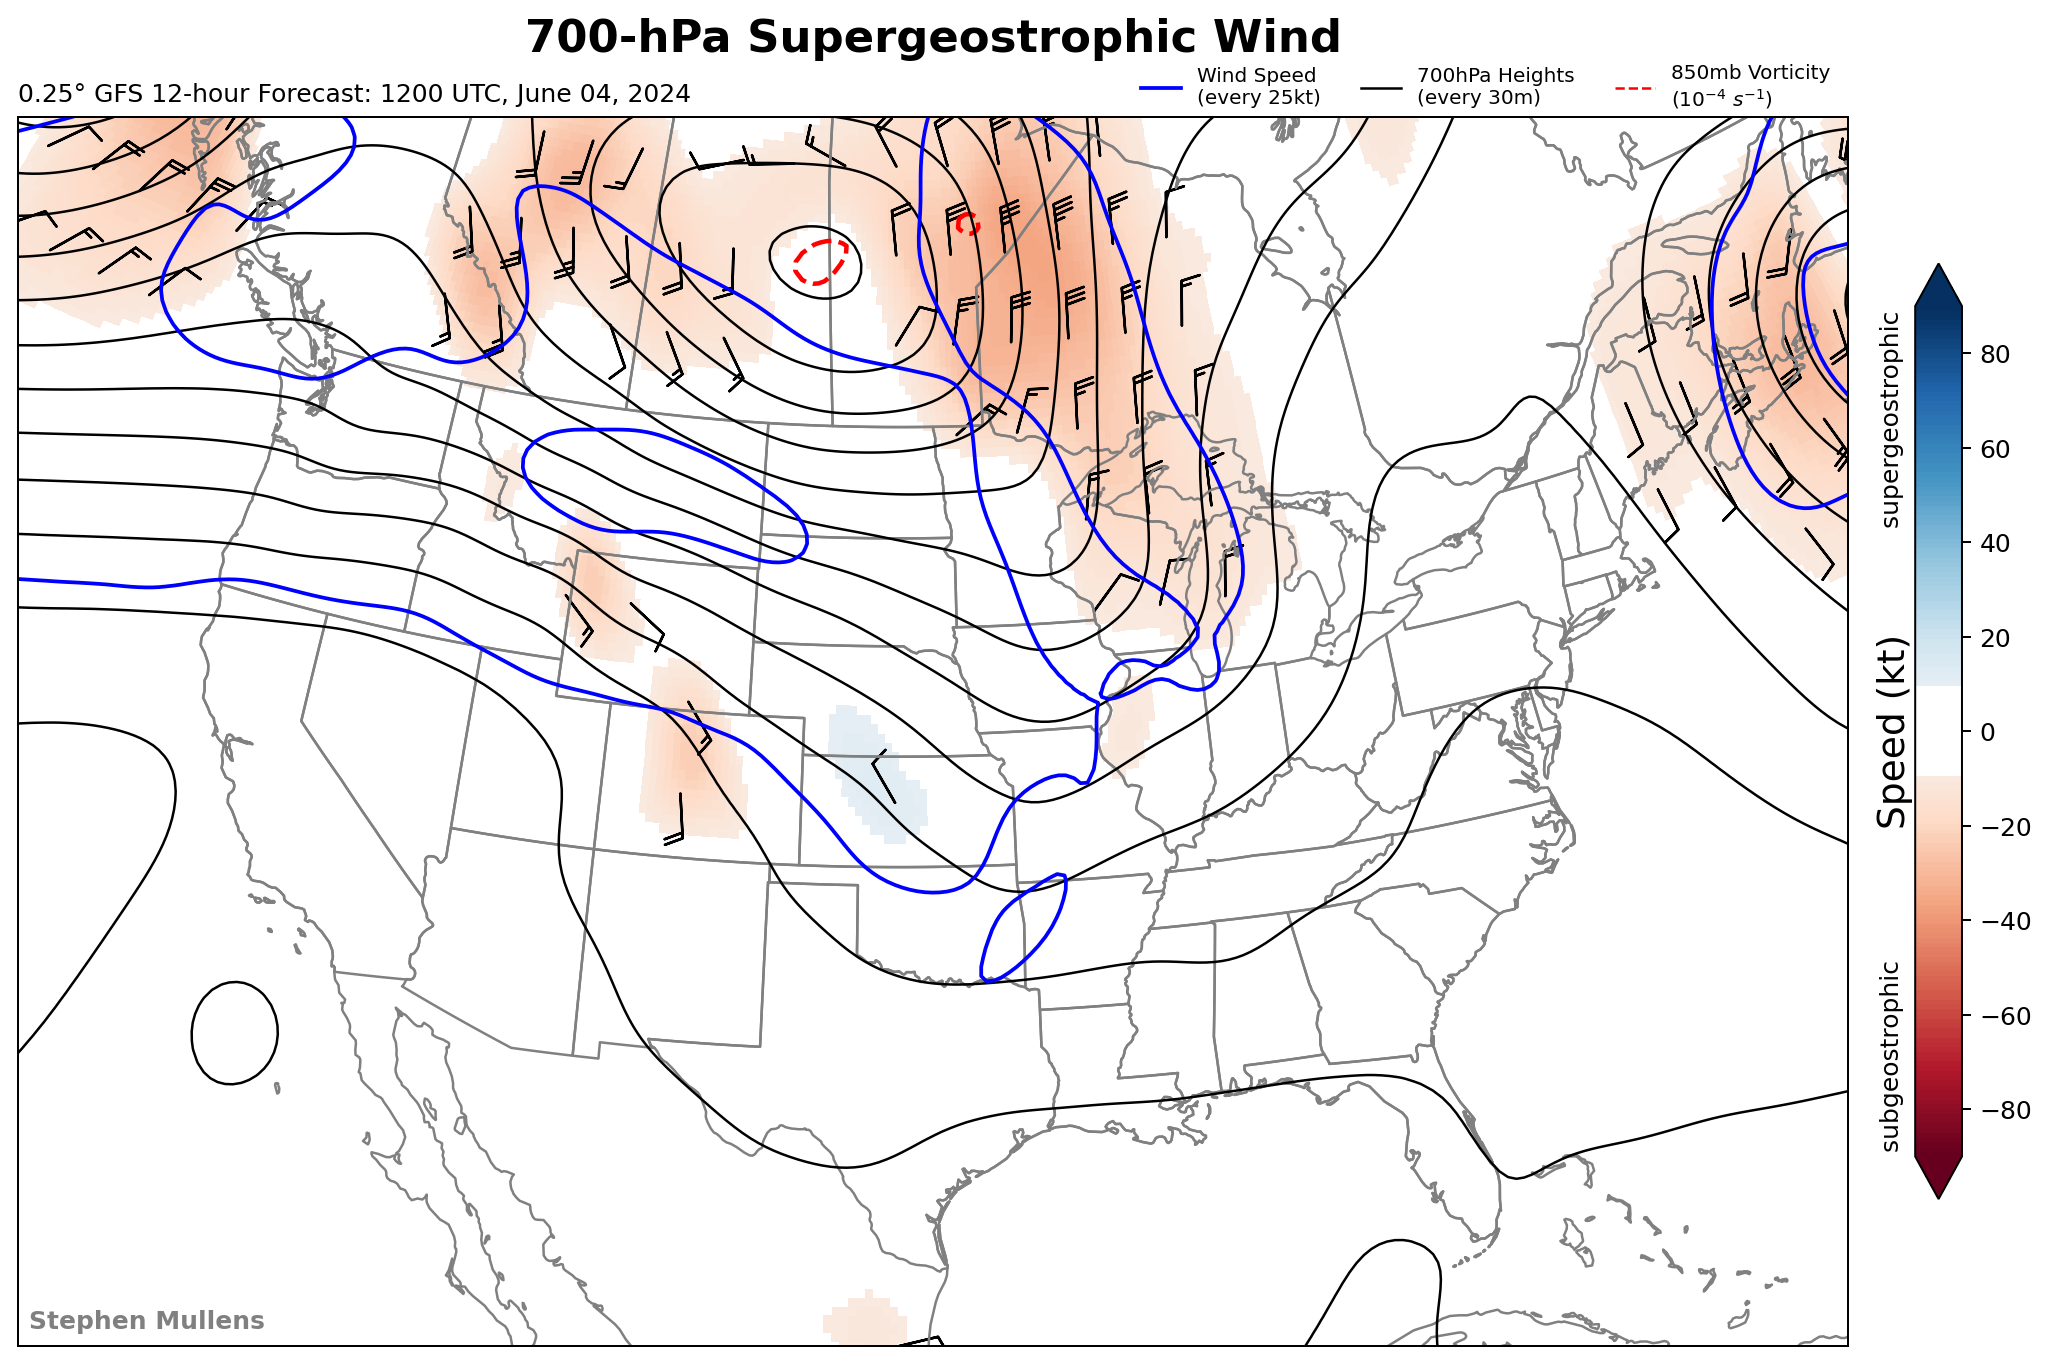 700-hPa Supergeostrophic Wind
0.25° GFS 12-hour Forecast: 1200 UTC, June 04, 2024
Wind Speed
(every 25kt)
700hPa Heights
(every 30m)
850mb Vorticity
(10⁻⁴ s⁻¹)
supergeostrophic
Speed (kt)
subgeostrophic
80
60
40
20
0
−20
−40
−60
−80
Stephen Mullens